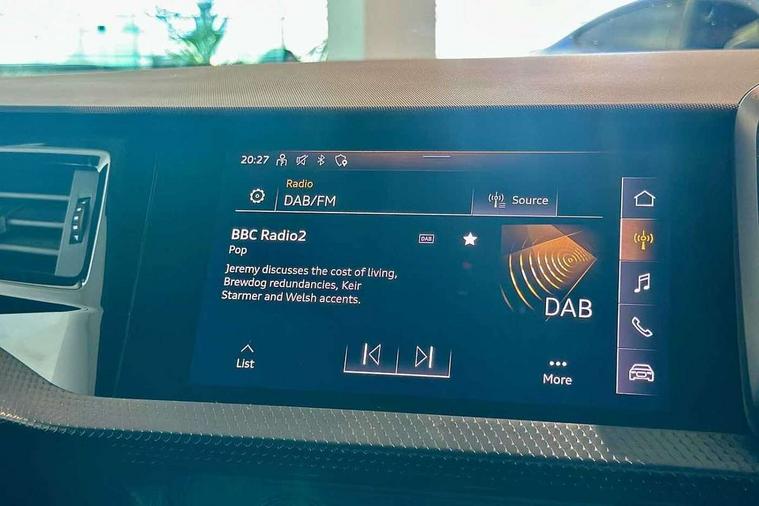 20:27
Radio
DAB/FM
Source
BBC Radio2
DAB
Pop
Jeremy discusses the cost of living,
Brewdog redundancies, Keir
Starmer and Welsh accents.
DAB
List
More